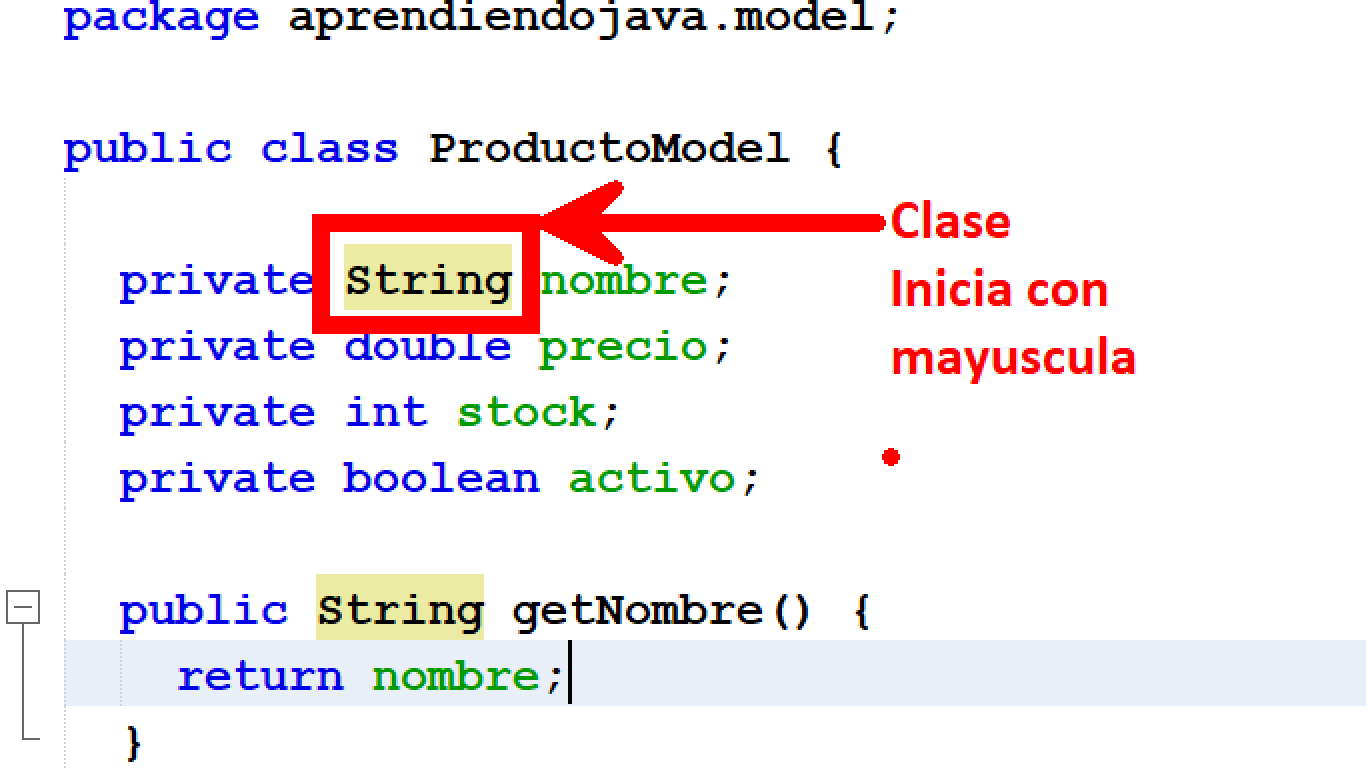 package aprendiendojava.model;
public class ProductoModel {
private String nombre;
Clase
Inicia con
mayuscula
private double precio;
private int stock;
private boolean activo;
public String getNombre() {
return nombre;
}